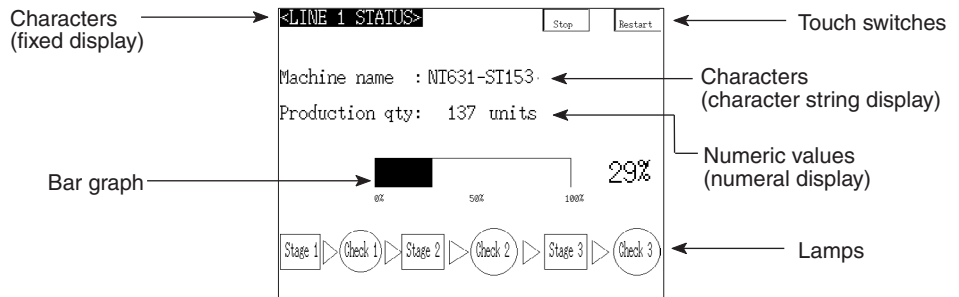 Characters
(fixed display)
<LINE 1 STATUS>
Stop
Restart
Touch switches
Machine name : NT631-ST153
Characters
(character string display)
Production qty: 137 units
Numeric values
(numeral display)
Bar graph
29%
0% 50% 100%
Stage 1 Check 1 Stage 2 Check 2 Stage 3 Check 3
Lamps